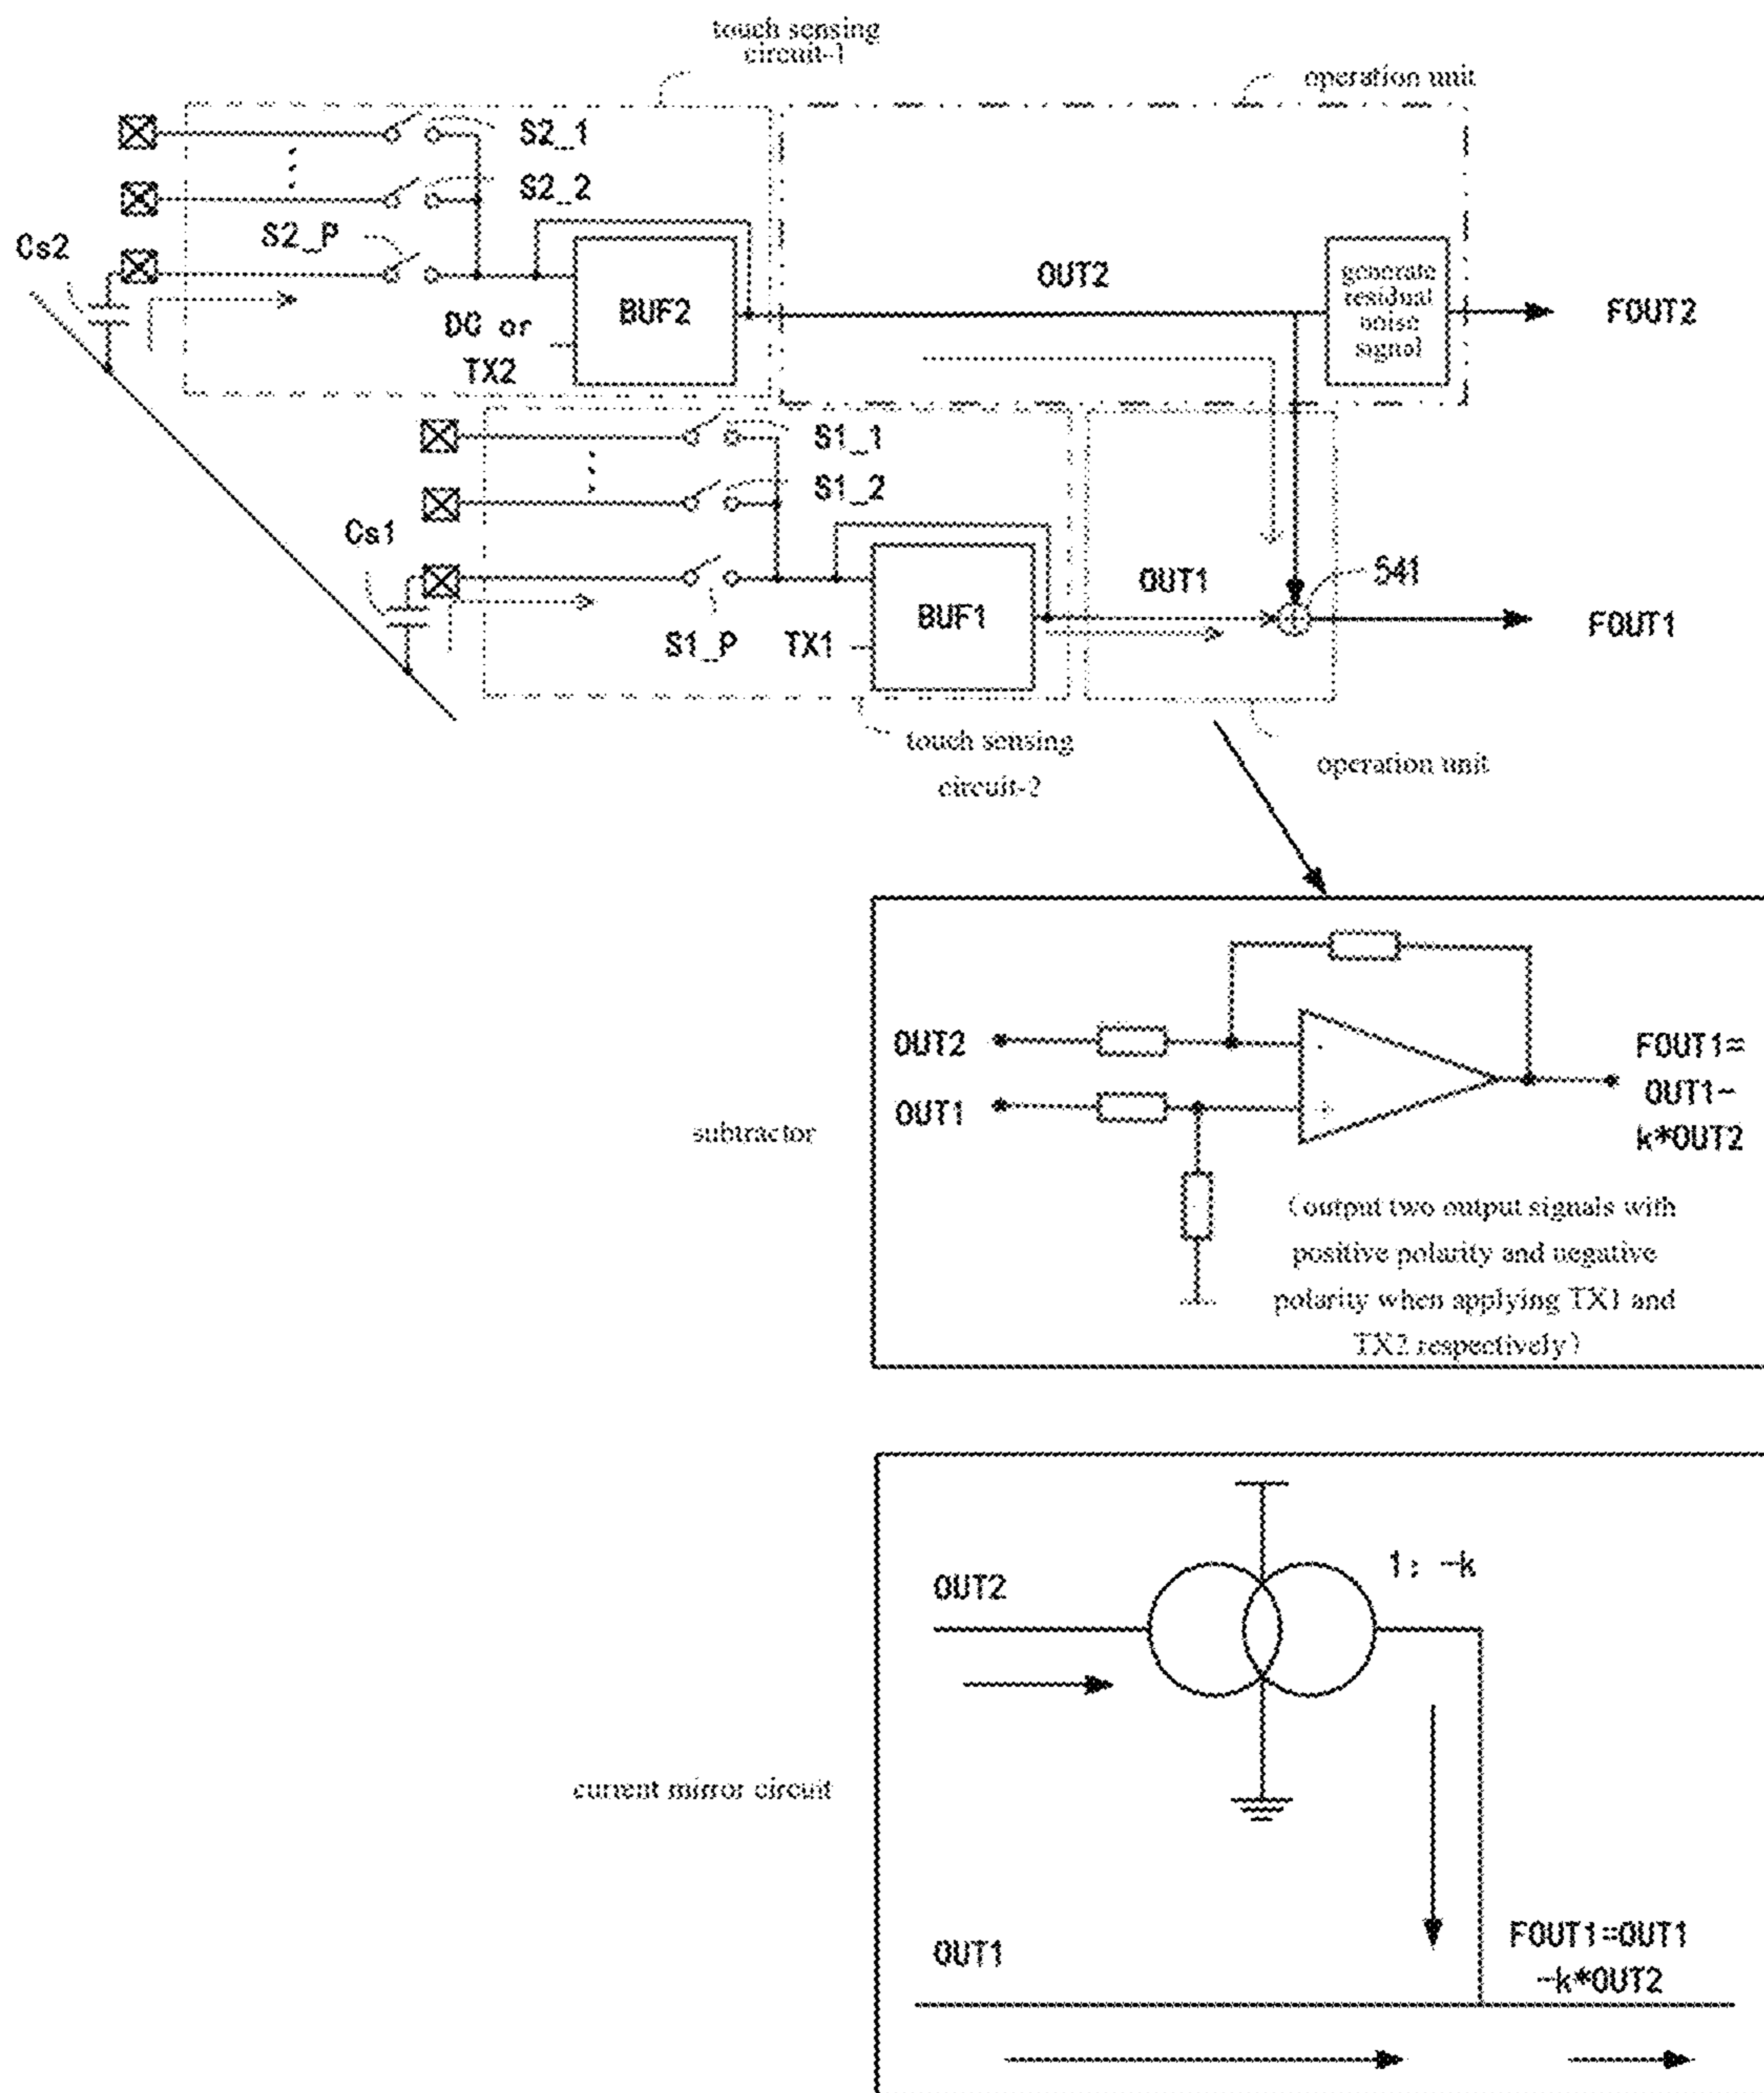 touch sensing
circuit-1
operation unit
S2_1
S2_2
S2_P
Cs2
BUF2
DC or
TX2
OUT2
generate
residual
noise
signal
FOUT2
S1_1
S1_2
Cs1
S1_P
TX1
BUF1
OUT1
541
FOUT1
touch sensing
circuit-2
operation unit
subtractor
OUT2
OUT1
-
+
FOUT1=
OUT1-
k*OUT2
(output two output signals with
positive polarity and negative
polarity when applying TX1 and
TX2 respectively)
current mirror circuit
OUT2
1: -k
OUT1
FOUT1=OUT1
-k*OUT2